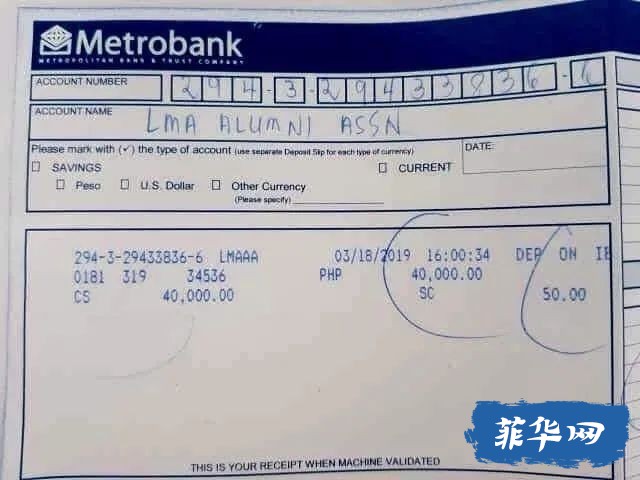 Metrobank
METROPOLITAN BANK & TRUST COMPANY
ACCOUNT NUMBER 294-3-29433836-6
ACCOUNT NAME
LMA ALUMNI ASSN
Please mark with (✓) the type of account (use separate Deposit Slip for each type of currency)
DATE:
SAVINGS CURRENT
Peso U.S. Dollar Other Currency
(Please specify)
294-3-29433836-6 LMAAA 03/18/2019 16:00:34 DEP ON IB
0181 319 34536 PHP 40,000.00
CS 40,000.00 SC 50.00
THIS IS YOUR RECEIPT WHEN MACHINE VALIDATED
菲华网